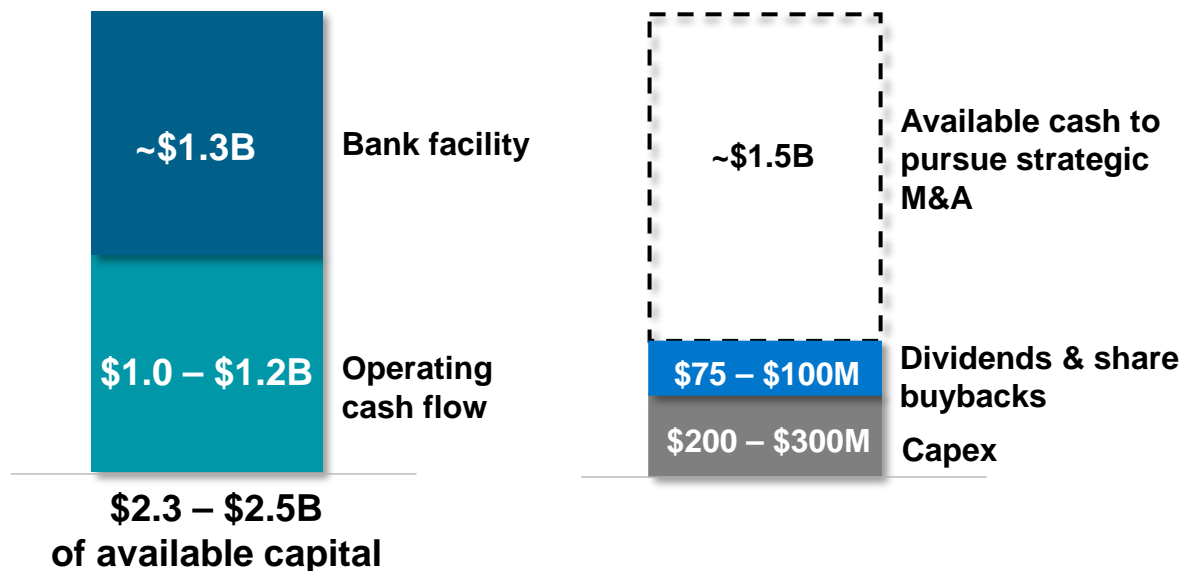 ~$1.3B
Bank facility
$1.0 – $1.2B
Operating
cash flow
$2.3 – $2.5B
of available capital
~$1.5B
Available cash to
pursue strategic
M&A
$75 – $100M
Dividends & share
buybacks
$200 – $300M
Capex